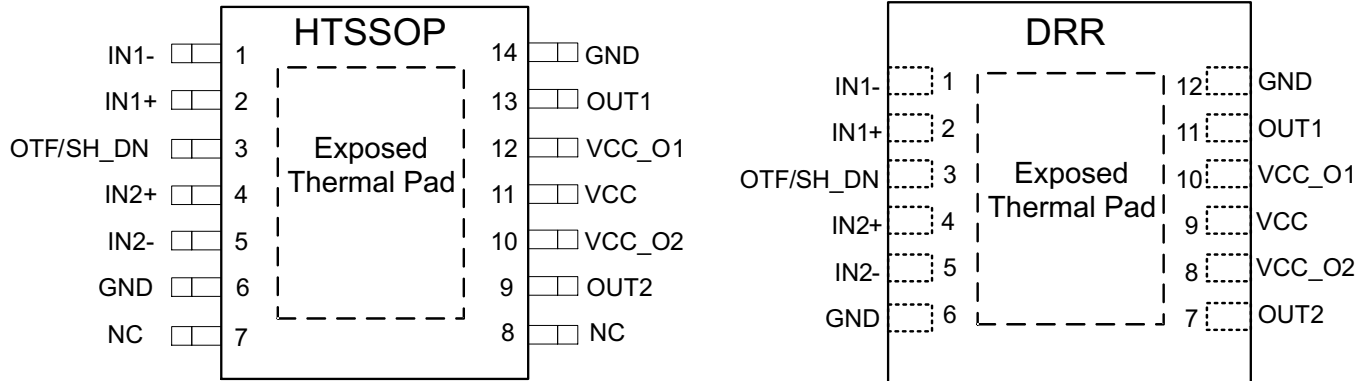 HTSSOP
IN1- 1
IN1+ 2
OTF/SH_DN 3
IN2+ 4
IN2- 5
GND 6
NC 7
Exposed
Thermal Pad
14 GND
13 OUT1
12 VCC_O1
11 VCC
10 VCC_O2
9 OUT2
8 NC
DRR
IN1- 1
IN1+ 2
OTF/SH_DN 3
IN2+ 4
IN2- 5
GND 6
Exposed
Thermal Pad
12 GND
11 OUT1
10 VCC_O1
9 VCC
8 VCC_O2
7 OUT2